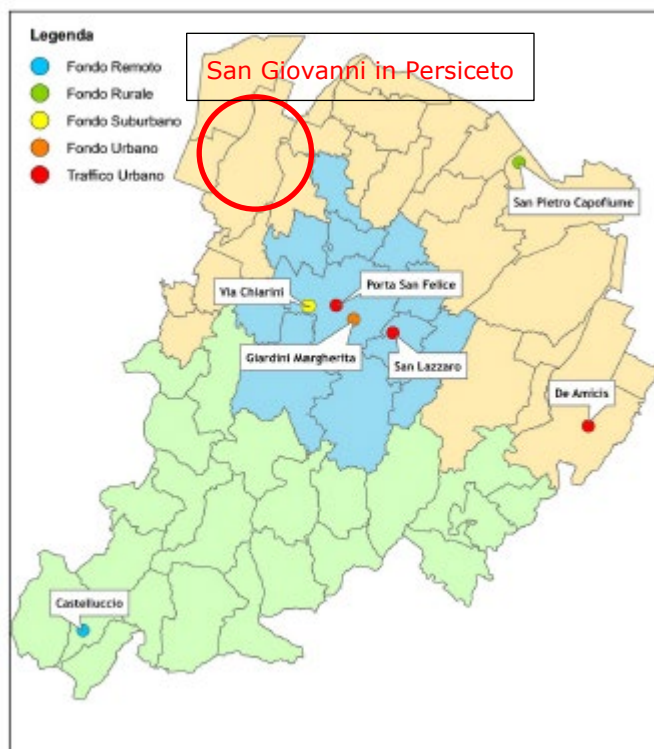 Legenda
Fondo Remoto
Fondo Rurale
Fondo Suburbano
Fondo Urbano
Traffico Urbano
San Giovanni in Persiceto
San Pietro Capofiume
Via Chiarini
Porta San Felice
Giardini Margherita
San Lazzaro
De Amicis
Castelluccio